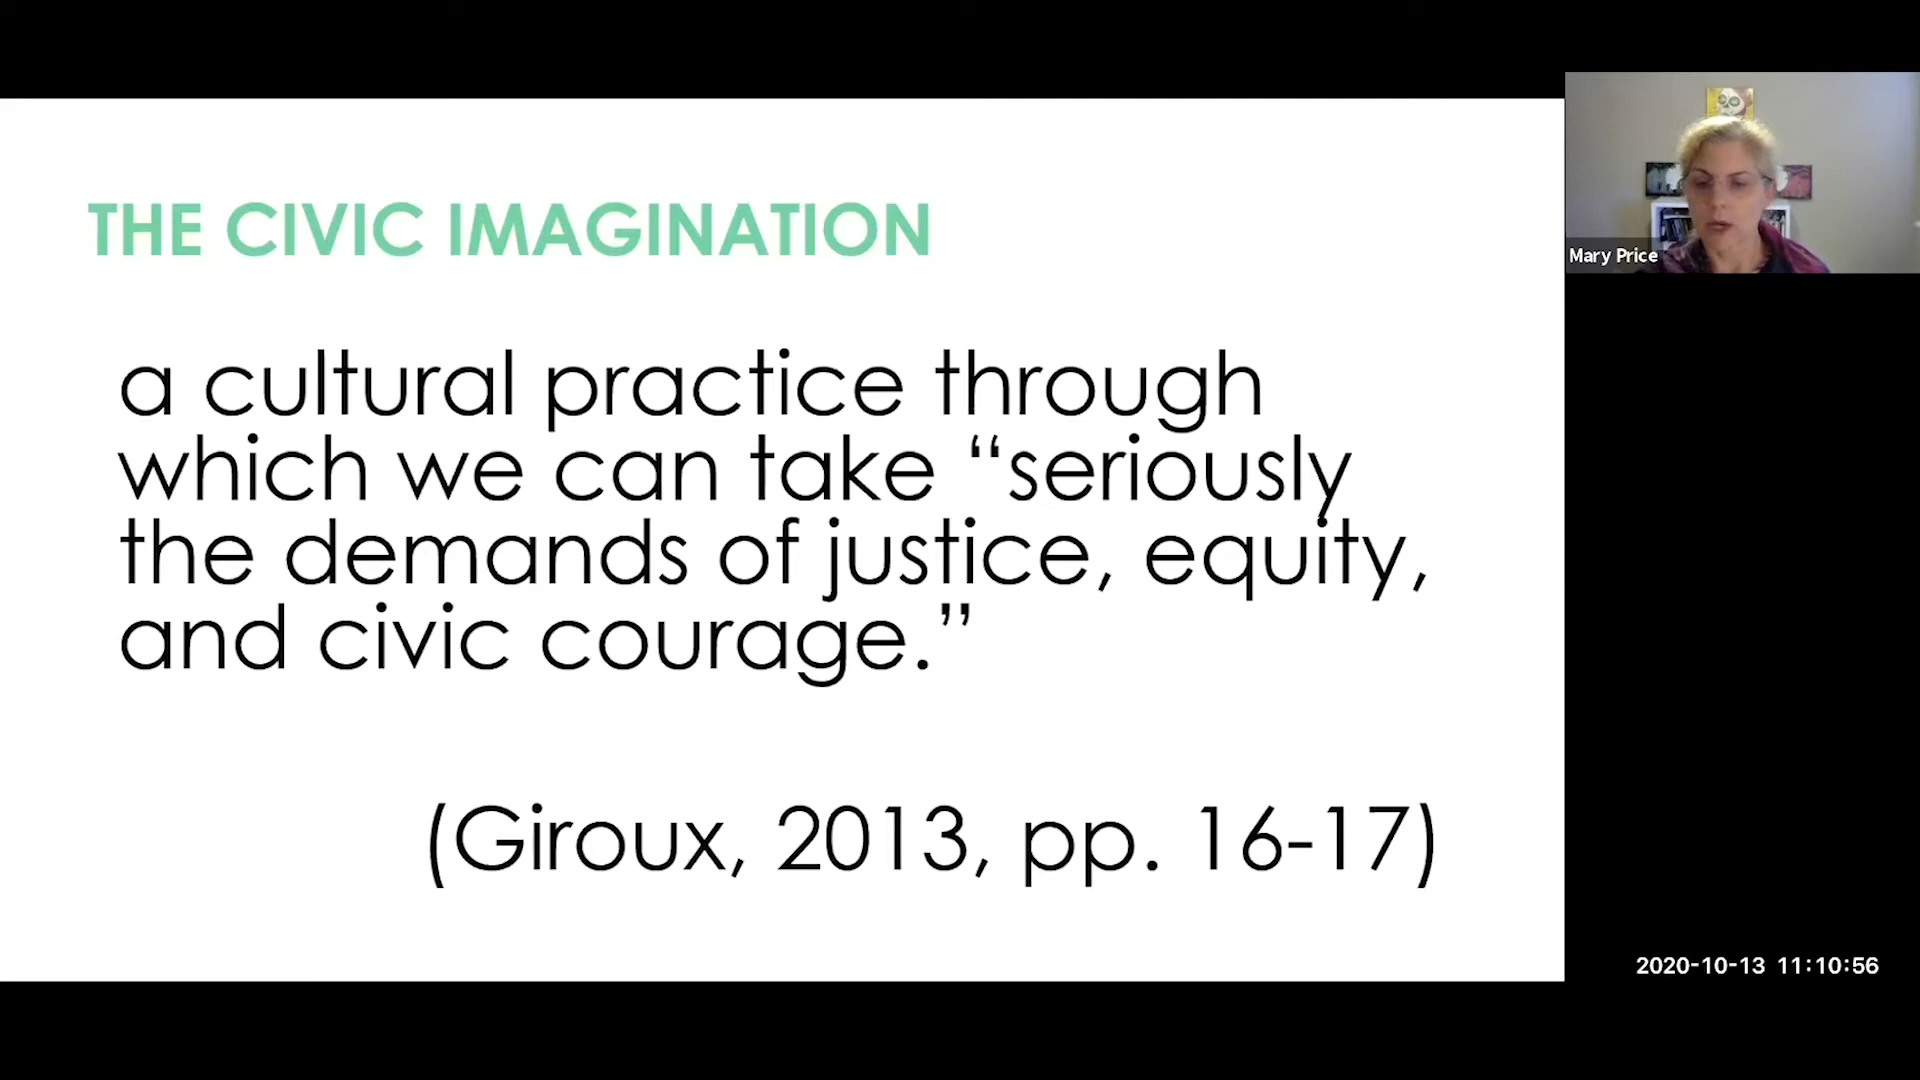 THE CIVIC IMAGINATION
a cultural practice through
which we can take “seriously
the demands of justice, equity,
and civic courage.”
(Giroux, 2013, pp. 16-17)
Mary Price
2020-10-13 11:10:56